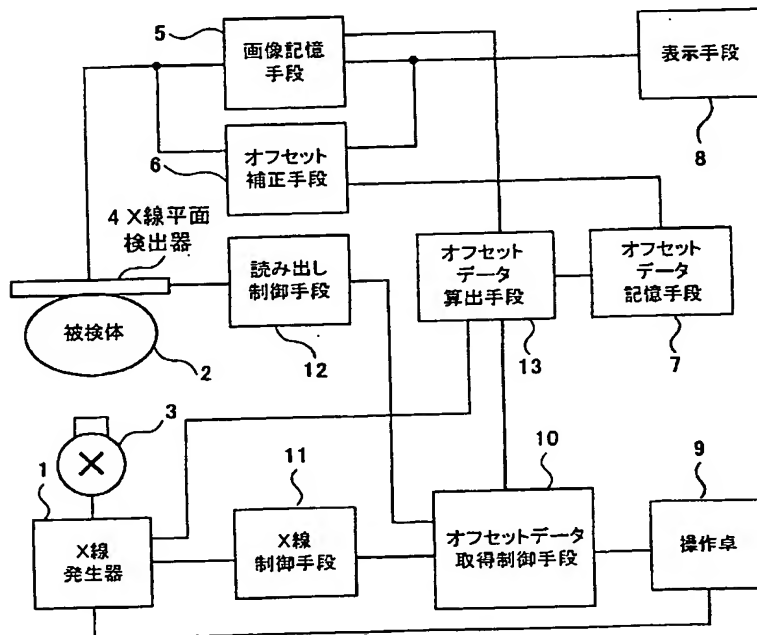 5
画像記憶
手段
表示手段
8
6
オフセット
補正手段
4 X線平面
検出器
読み出し
制御手段
12
オフセット
データ
算出手段
13
オフセット
データ
記憶手段
7
被検体
2
3
1
X線
発生器
11
X線
制御手段
10
オフセットデータ
取得制御手段
9
操作卓